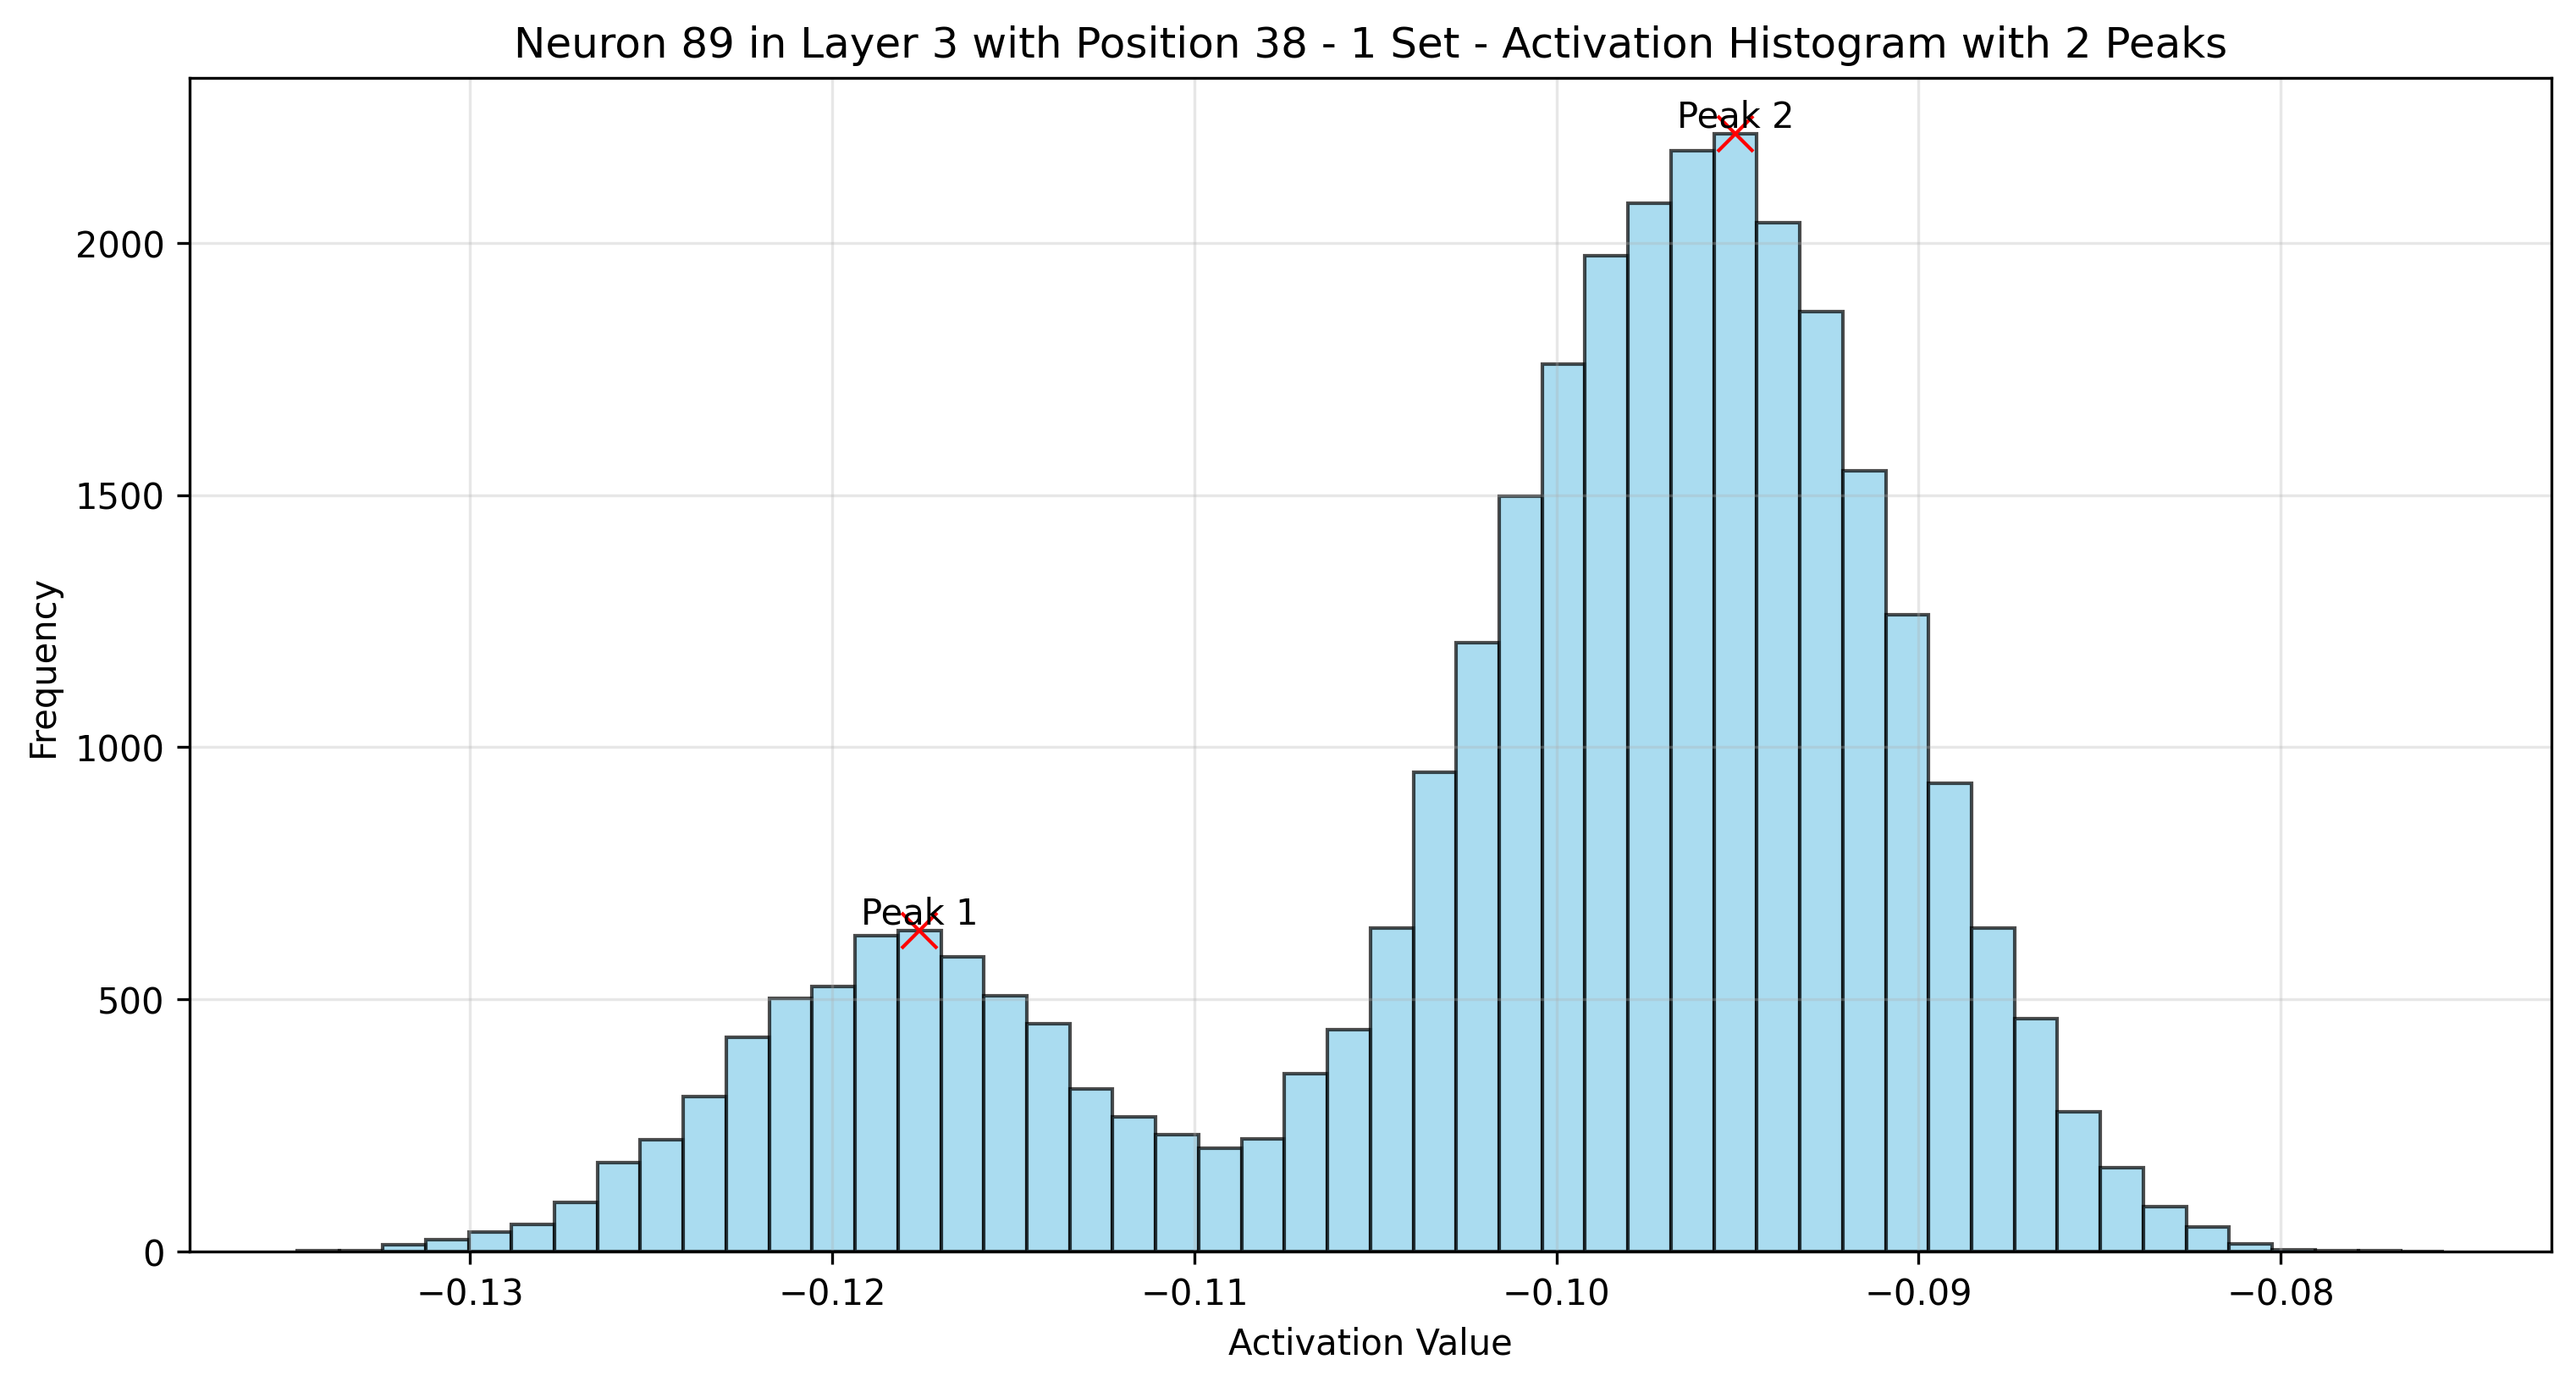 Neuron 89 in Layer 3 with Position 38 - 1 Set - Activation Histogram with 2 Peaks
Peak 2
Peak 1
Frequency
2000
1500
1000
500
0
−0.13
−0.12
−0.11
−0.10
−0.09
−0.08
Activation Value